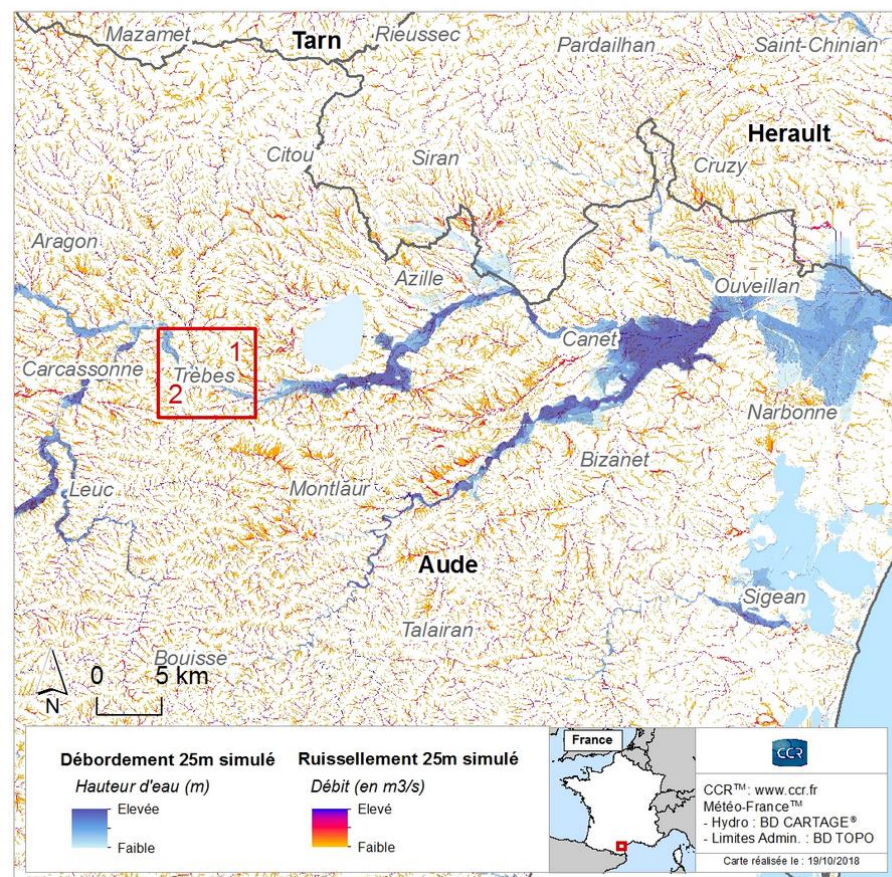 Mazamet
Tarn
Rieussec
Pardailhan
Saint-Chinian
Herault
Citou
Siran
Cruzy
Aragon
Azille
Ouveillan
Canet
1
Carcassonne
Trèbes
2
Narbonne
Bizanet
Leuc
Montlaur
Aude
Sigean
Talairan
Bouisse
N
0 5 km
Débordement 25m simulé
Hauteur d'eau (m)
Elevée
Faible
Ruissellement 25m simulé
Débit (en m3/s)
Elevé
Faible
France
CCR
CCR™: www.ccr.fr
Météo-France™
- Hydro : BD CARTAGE®
- Limites Admin. : BD TOPO
Carte réalisée le : 19/10/2018